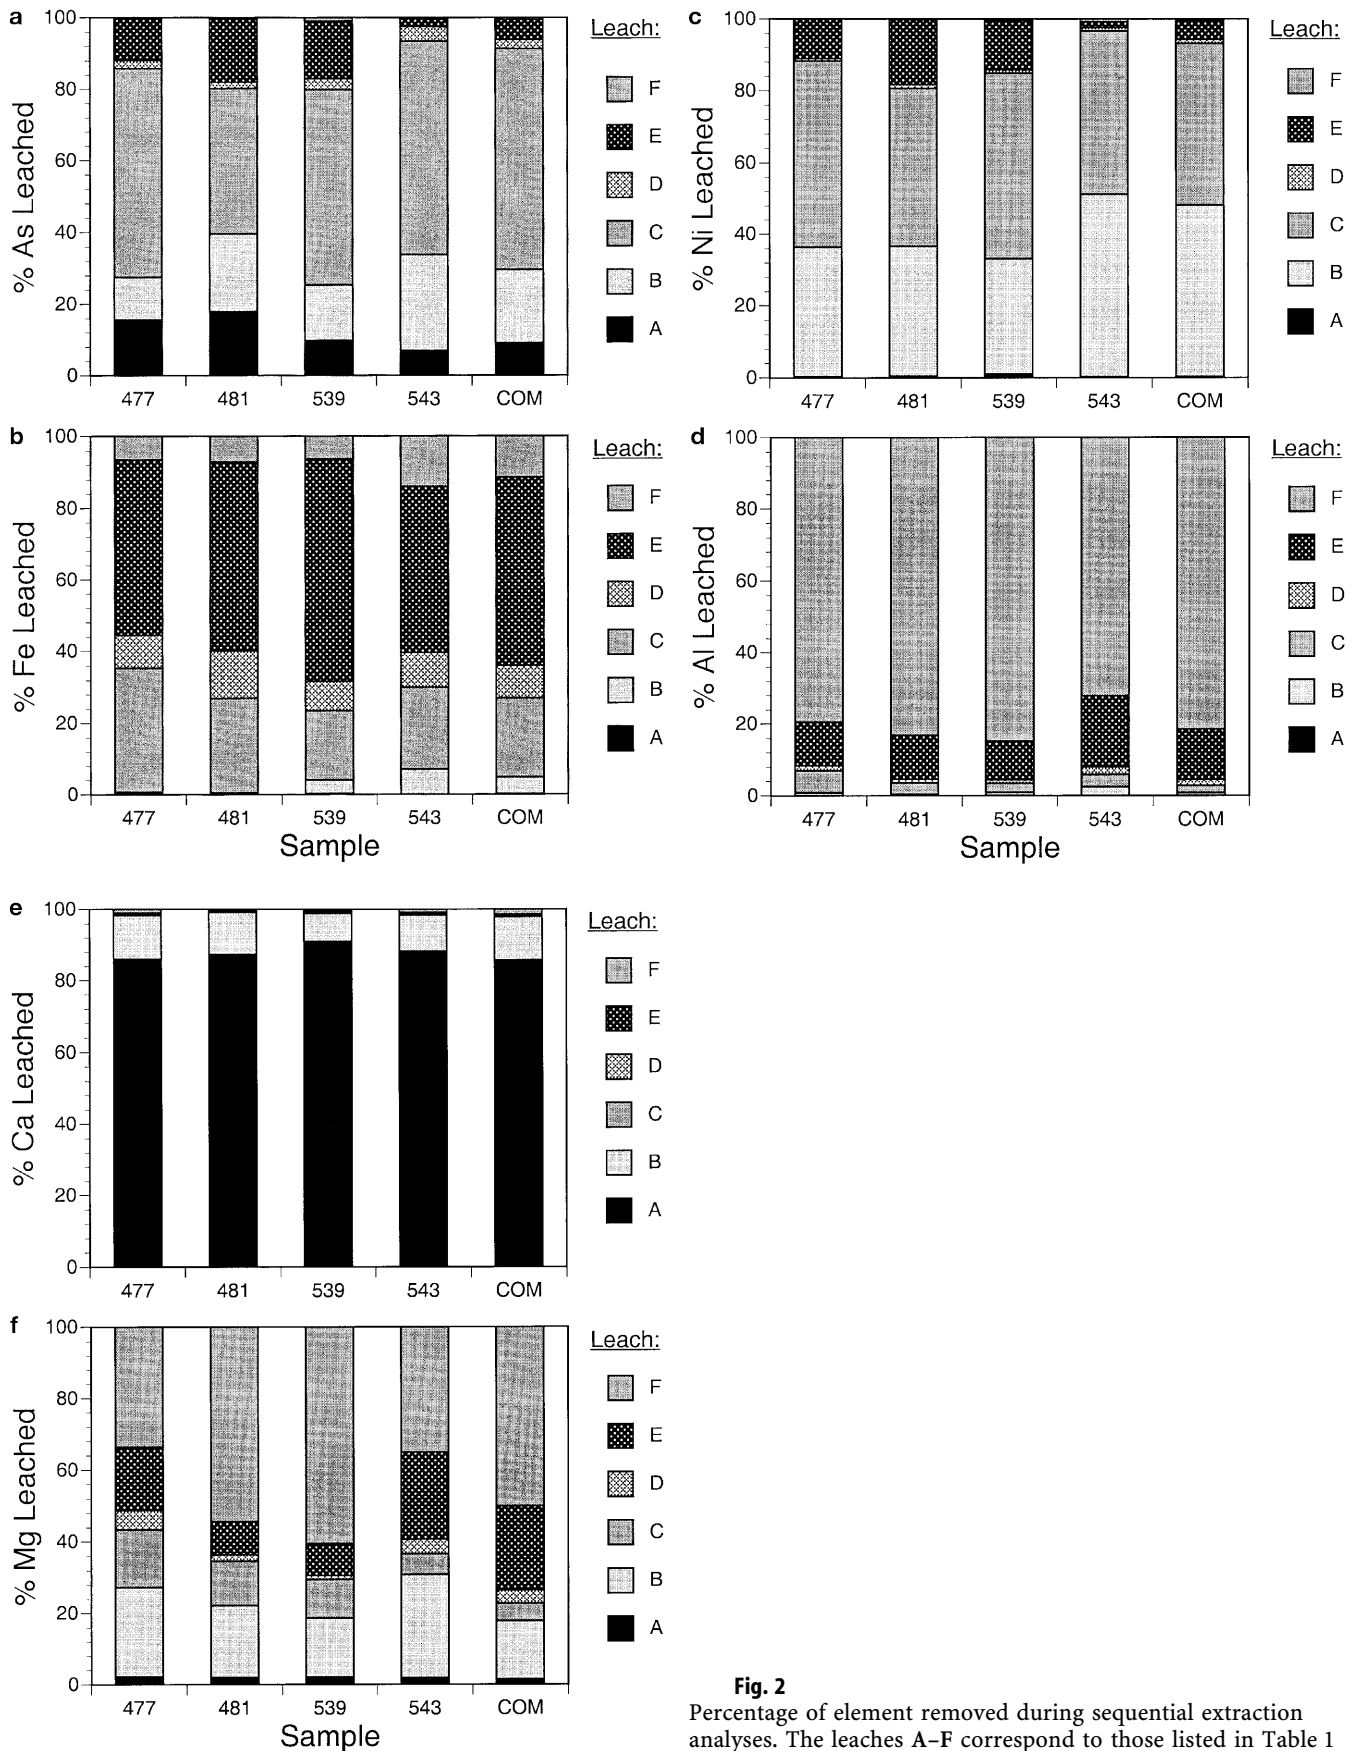 a
% As Leached
100
80
60
40
20
0
477 481 539 543 COM
Leach:
F
E
D
C
B
A
c
% Ni Leached
100
80
60
40
20
0
477 481 539 543 COM
Leach:
F
E
D
C
B
A
b
% Fe Leached
100
80
60
40
20
0
477 481 539 543 COM
Sample
Leach:
F
E
D
C
B
A
d
% Al Leached
100
80
60
40
20
0
477 481 539 543 COM
Sample
Leach:
F
E
D
C
B
A
e
% Ca Leached
100
80
60
40
20
0
477 481 539 543 COM
Leach:
F
E
D
C
B
A
f
% Mg Leached
100
80
60
40
20
0
477 481 539 543 COM
Sample
Leach:
F
E
D
C
B
A
Fig. 2
Percentage of element removed during sequential extraction
analyses. The leaches A–F correspond to those listed in Table 1